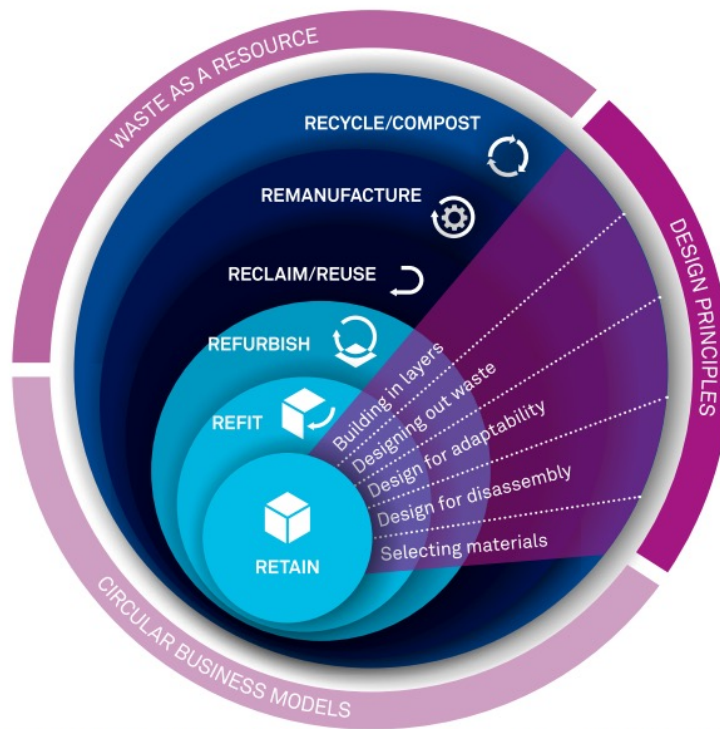 WASTE AS A RESOURCE
RECYCLE/COMPOST
REMANUFACTURE
RECLAIM/REUSE
REFURBISH
REFIT
RETAIN
Building in layers
Designing out waste
Design for adaptability
Design for disassembly
Selecting materials
DESIGN PRINCIPLES
CIRCULAR BUSINESS MODELS